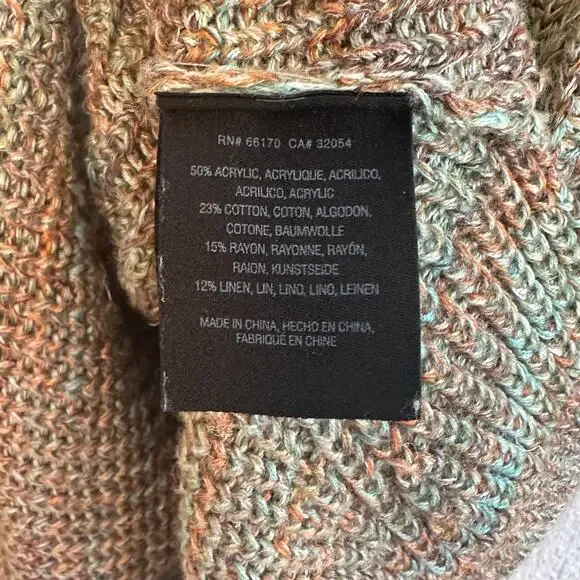 RN# 66170 CA# 32054
50% ACRYLIC, ACRYLIQUE, ACRILICO,
ACRILICO, ACRYLIC
23% COTTON, COTON, ALGODON,
COTONE, BAUMWOLLE
15% RAYON, RAYONNE, RAYÓN,
RAION, KUNSTSEIDE
12% LINEN, LIN, LINO, LINO, LEINEN
MADE IN CHINA, HECHO EN CHINA,
FABRIQUÉ EN CHINE